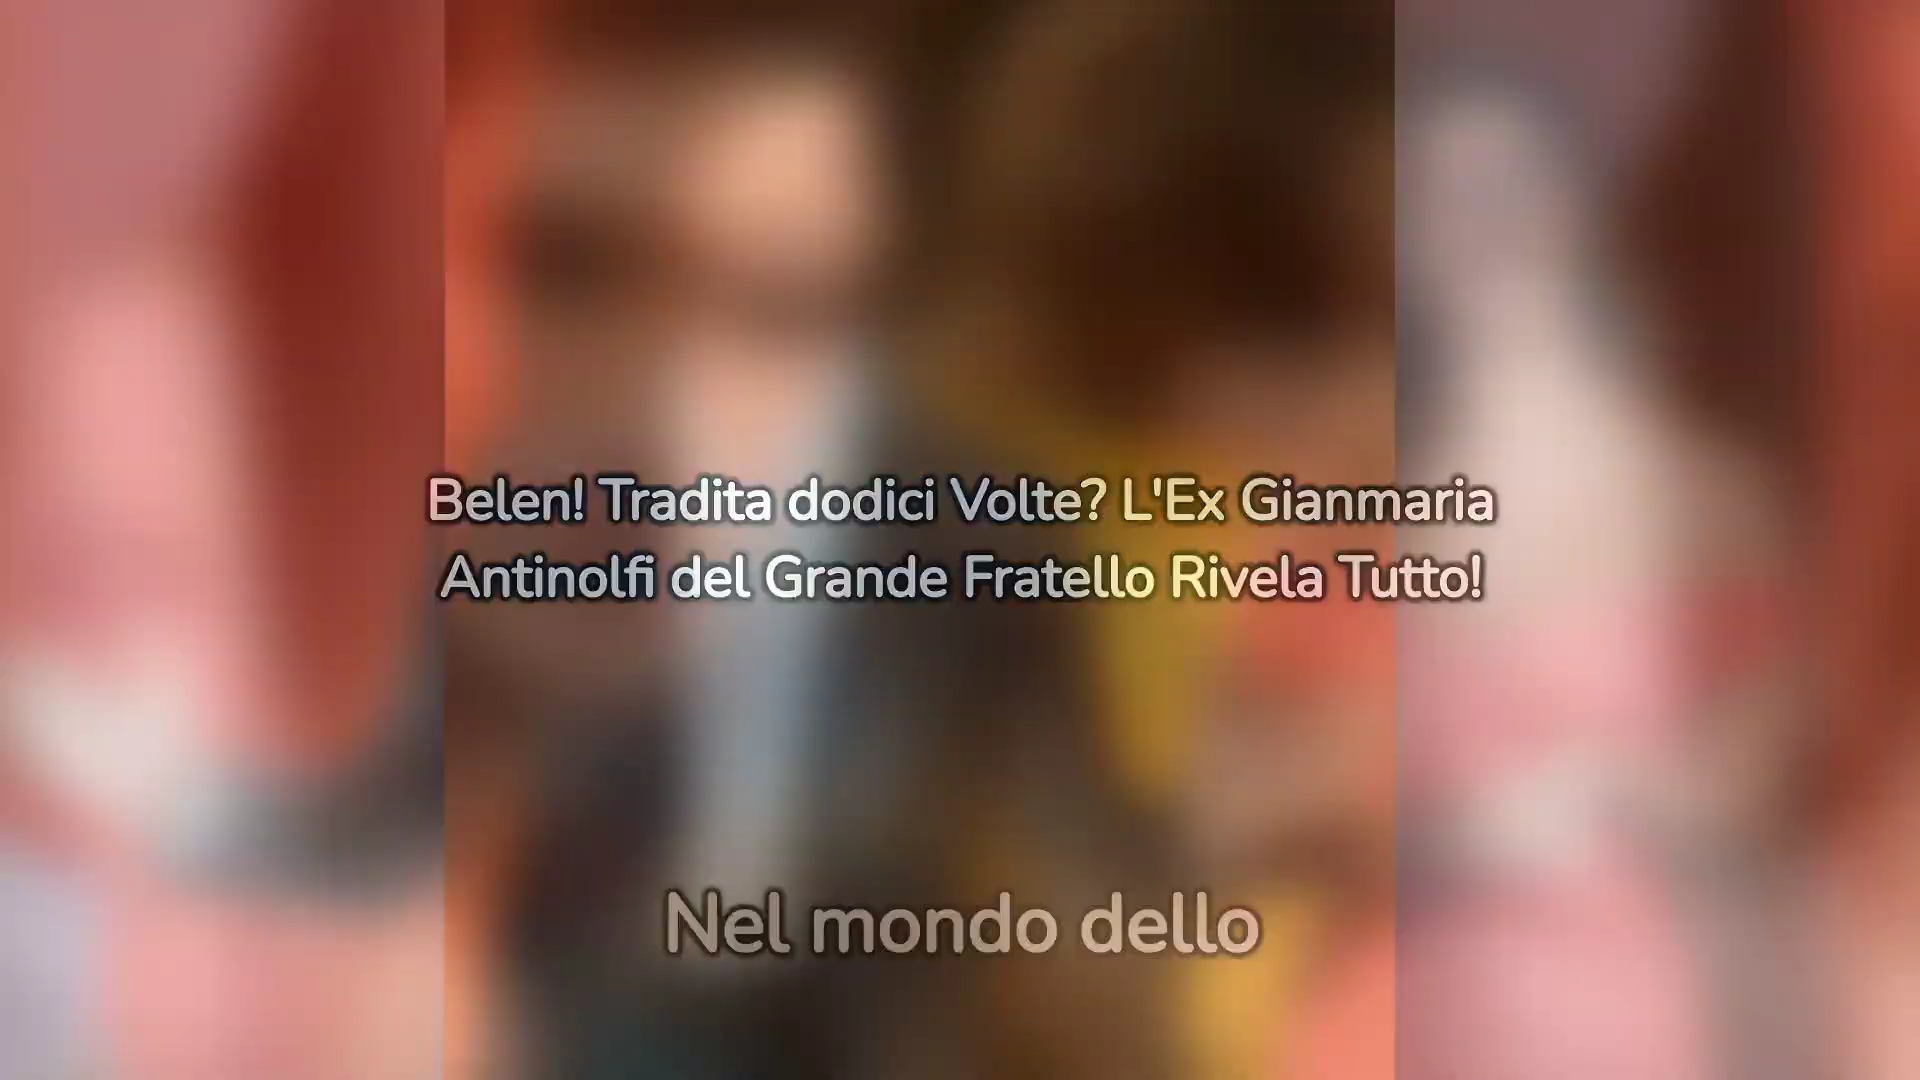 Belen! Tradita dodici Volte? L'Ex Gianmaria
Antinolfi del Grande Fratello Rivela Tutto!
Nel mondo dello